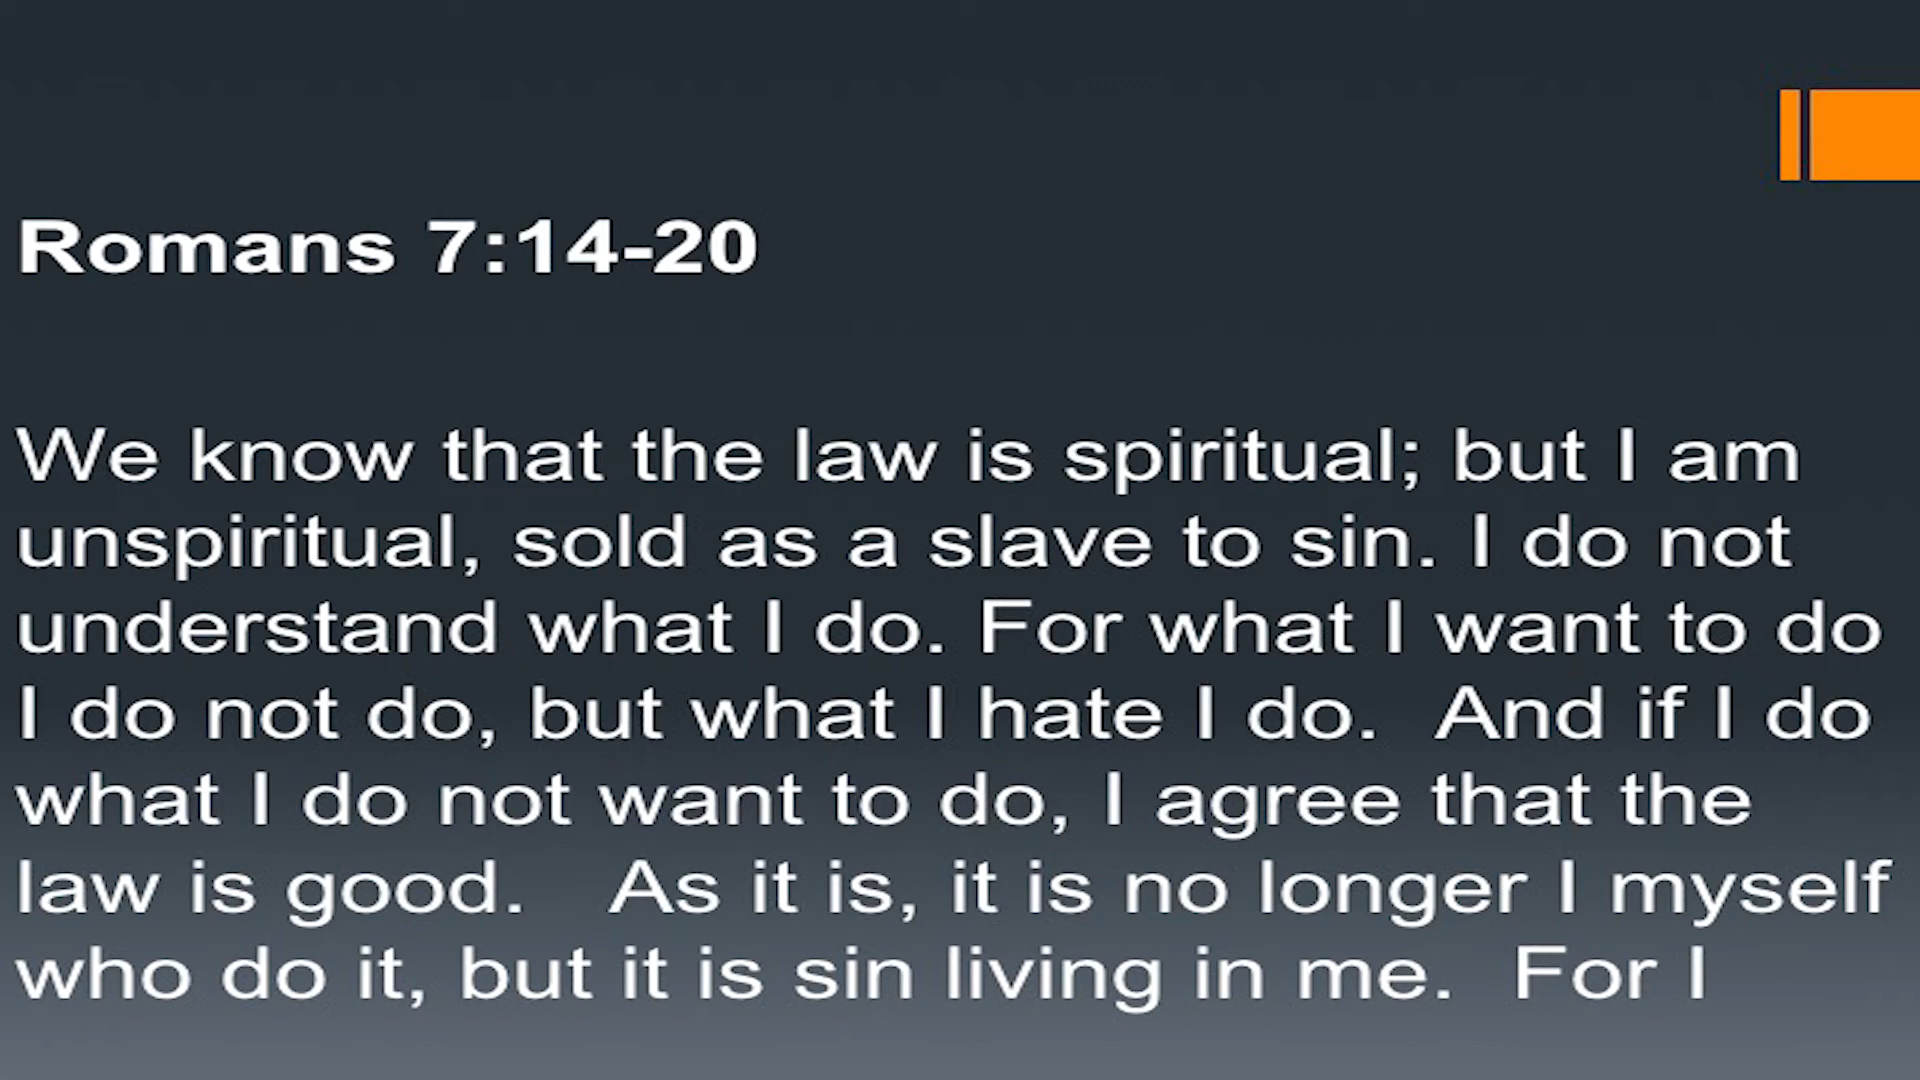 Romans 7:14-20
We know that the law is spiritual; but I am
unspiritual, sold as a slave to sin. I do not
understand what I do. For what I want to do
I do not do, but what I hate I do.  And if I do
what I do not want to do, I agree that the
law is good.   As it is, it is no longer I myself
who do it, but it is sin living in me.  For I